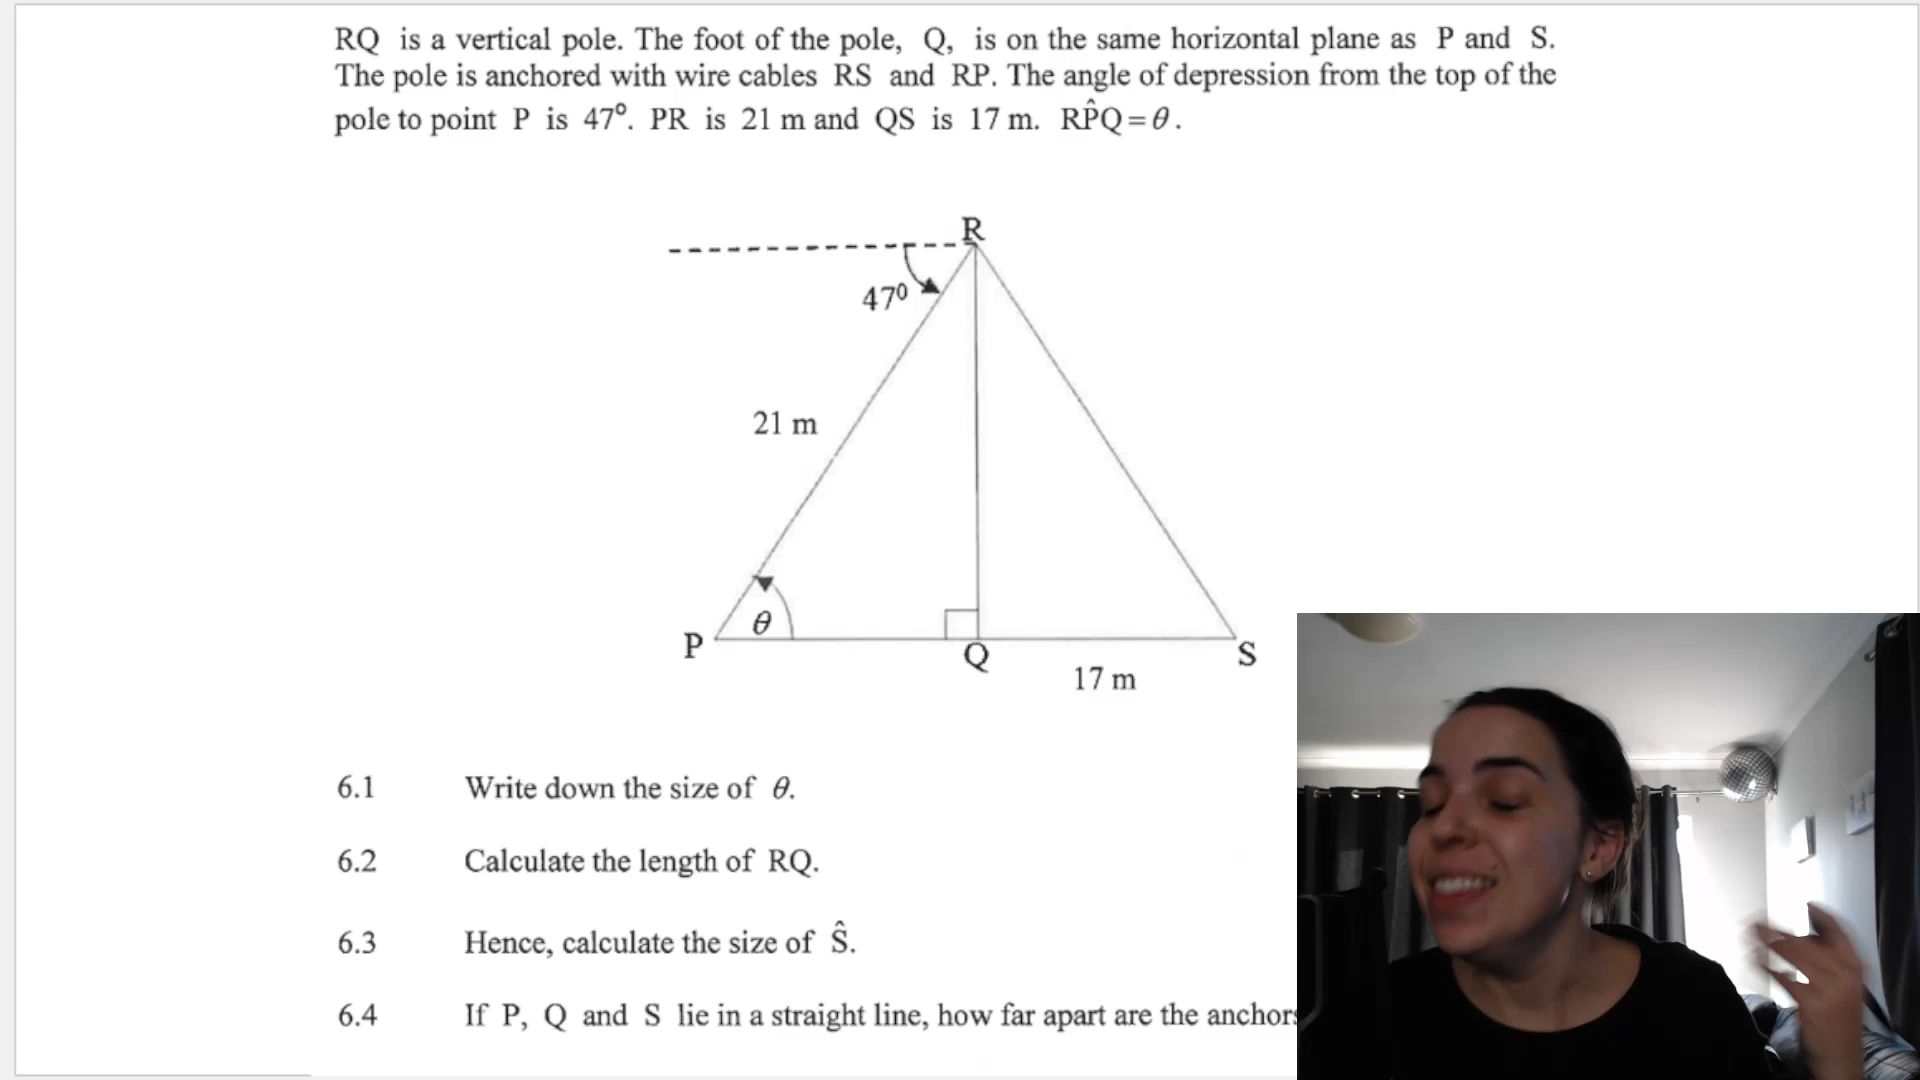 RQ is a vertical pole. The foot of the pole, Q, is on the same horizontal plane as P and S.
The pole is anchored with wire cables RS and RP. The angle of depression from the top of the
pole to point P is 47°. PR is 21 m and QS is 17 m. RP̂Q = θ.
R
47⁰
21 m
θ
P
Q
S
17 m
6.1 Write down the size of θ.
6.2 Calculate the length of RQ.
6.3 Hence, calculate the size of Ŝ.
6.4 If P, Q and S lie in a straight line, how far apart are the anchors